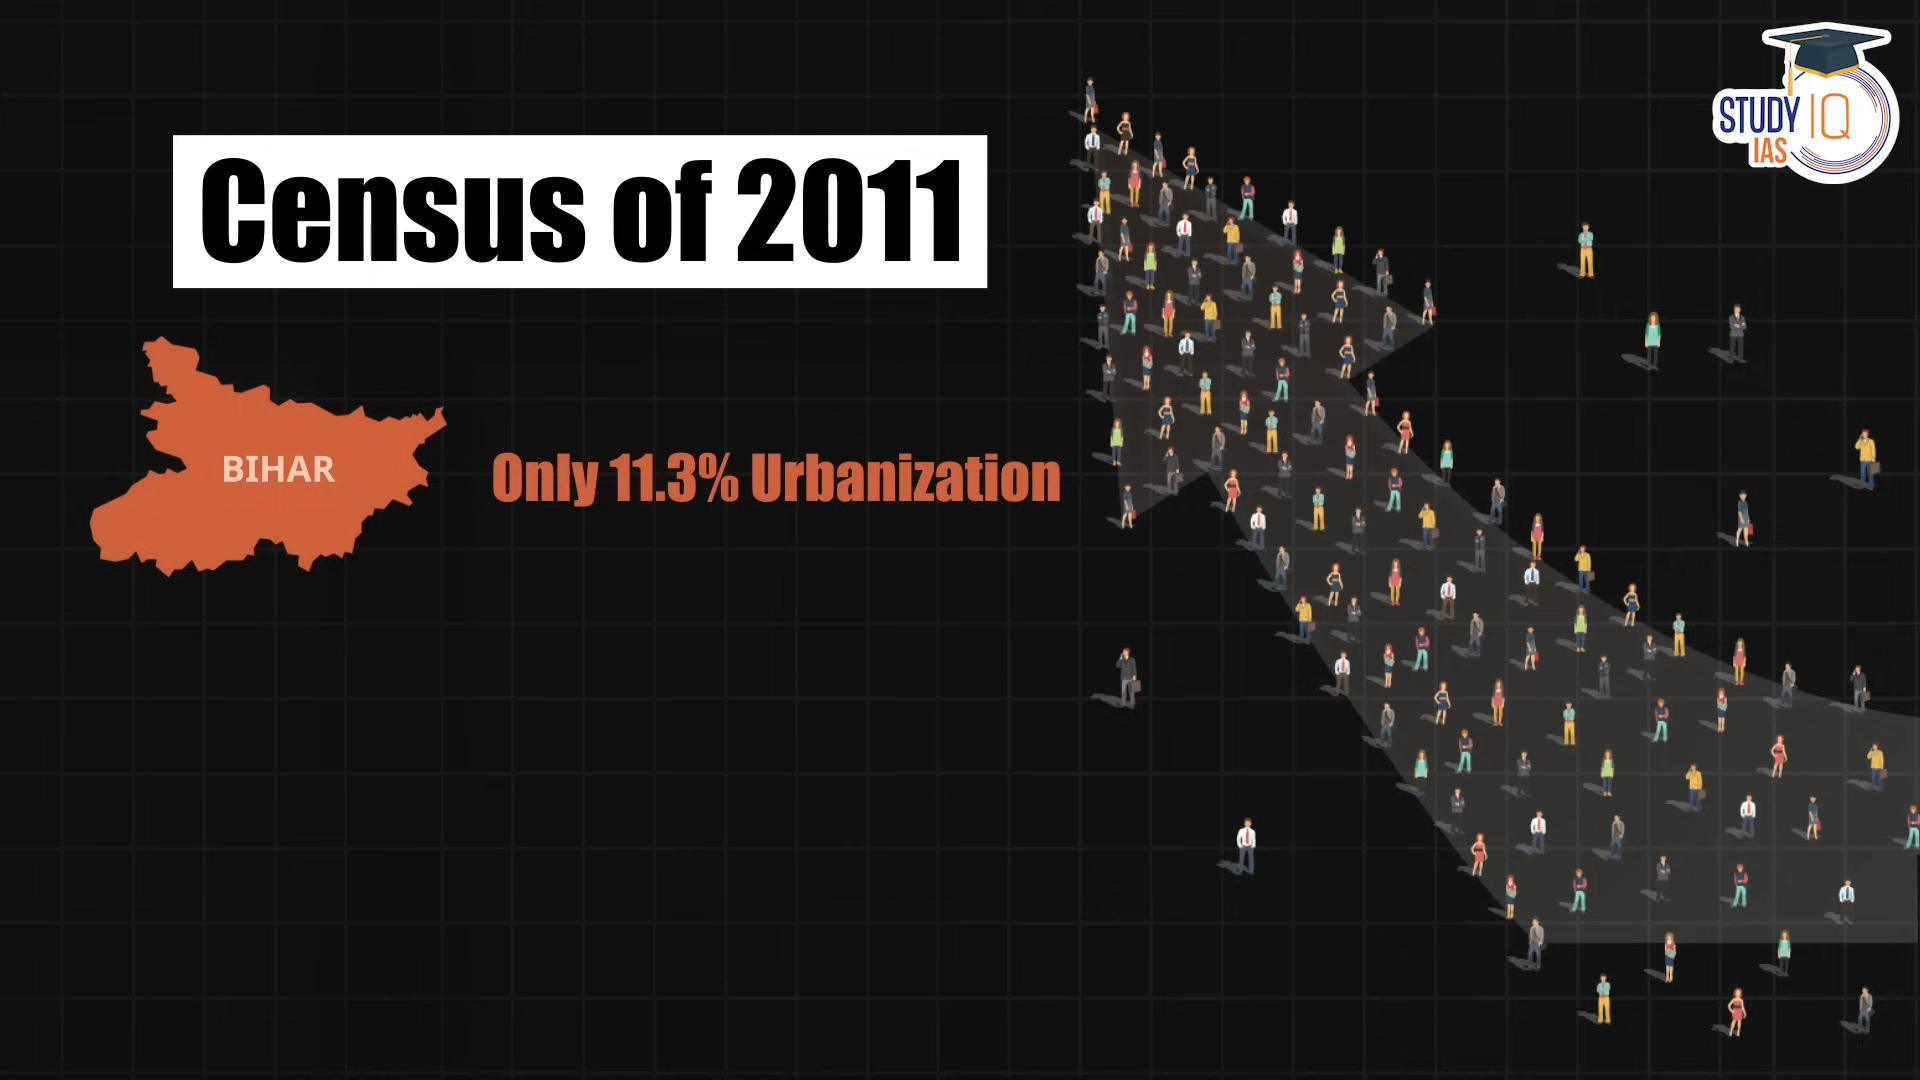 Census of 2011
BIHAR
Only 11.3% Urbanization
STUDY IQ
IAS